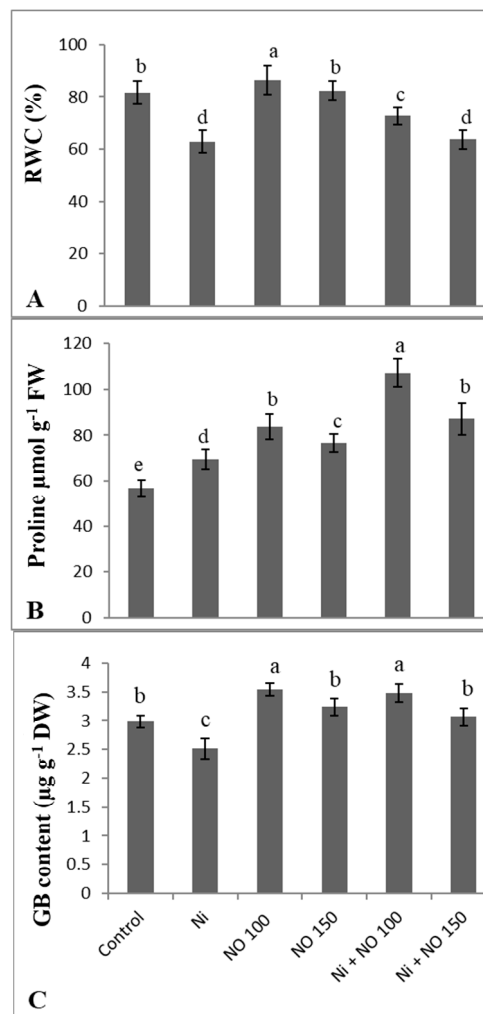 RWC (%)
100
80
60
40
20
0
b
d
a
b
c
d
A
Proline µmol g⁻¹ FW
120
100
80
60
40
20
0
e
d
b
c
a
b
B
GB content (µg g⁻¹ DW)
4
3.5
3
2.5
2
1.5
1
0.5
0
b
c
a
b
a
b
Control
Ni
NO 100
NO 150
Ni + NO 100
Ni + NO 150
C